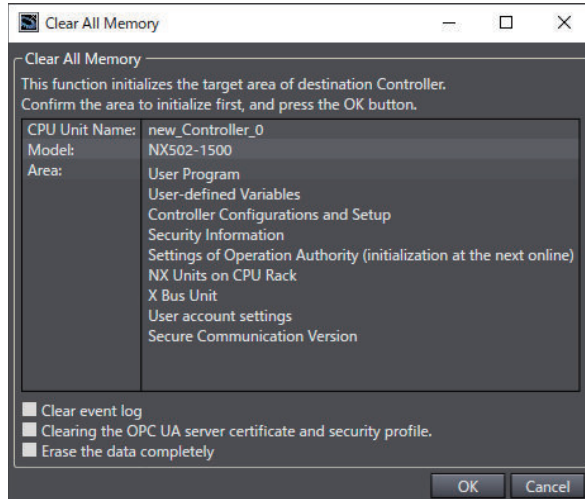 Clear All Memory
Clear All Memory
This function initializes the target area of destination Controller.
Confirm the area to initialize first, and press the OK button.
CPU Unit Name: new_Controller_0
Model: NX502-1500
Area: User Program
User-defined Variables
Controller Configurations and Setup
Security Information
Settings of Operation Authority (initialization at the next online)
NX Units on CPU Rack
X Bus Unit
User account settings
Secure Communication Version
Clear event log
Clearing the OPC UA server certificate and security profile.
Erase the data completely
OK Cancel